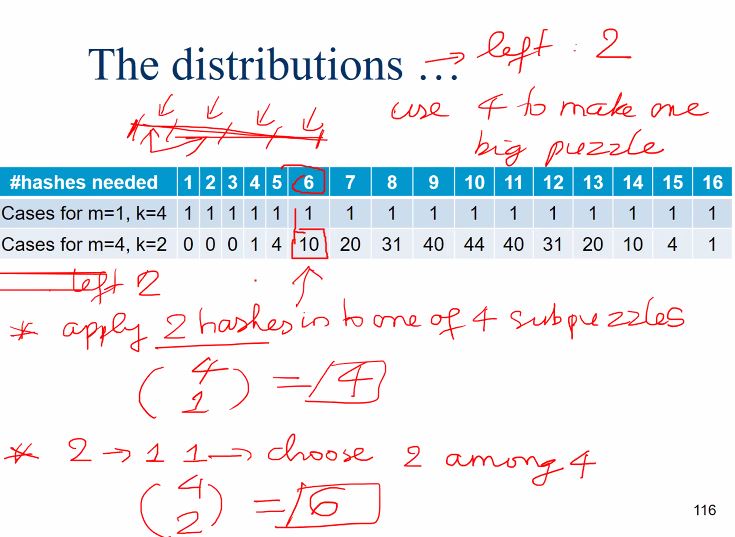 The distributions … → left : 2
use 4 to make one
big puzzle
#hashes needed 1 2 3 4 5 6 7 8 9 10 11 12 13 14 15 16
Cases for m=1, k=4 1 1 1 1 1 1 1 1 1 1 1 1 1 1 1 1
Cases for m=4, k=2 0 0 0 1 4 10 20 31 40 44 40 31 20 10 4 1
left 2
* apply 2 hashes in to one of 4 subpuzzles
(4 1) = 4
* 2 → 1 1 → choose 2 among 4
(4 2) = 6
116